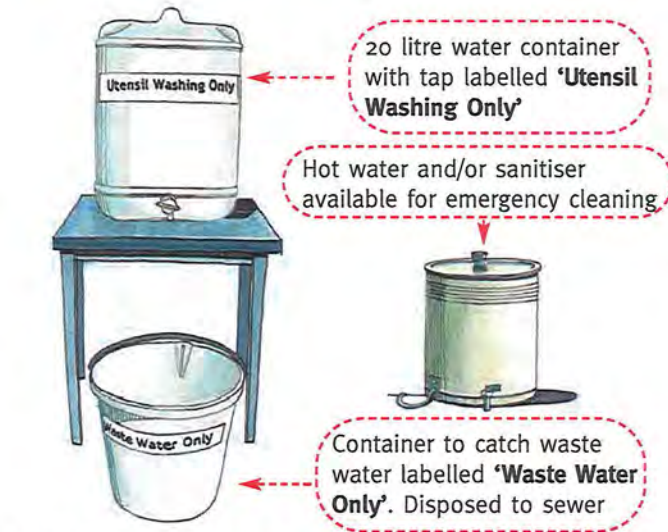 Utensil Washing Only
20 litre water container
with tap labelled ‘Utensil
Washing Only’
Hot water and/or sanitiser
available for emergency cleaning
Waste Water Only
Container to catch waste
water labelled ‘Waste Water
Only’. Disposed to sewer